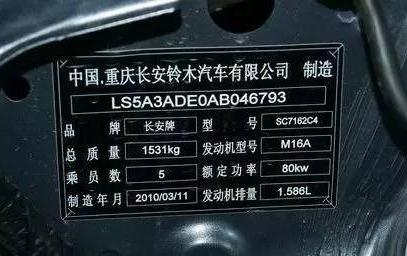 中国.重庆长安铃木汽车有限公司 制造
LS5A3ADE0AB046793
品牌 长安牌 型号 SC7162C4
总质量 1531kg 发动机型号 M16A
乘员数 5 额定功率 80kw
制造年月 2010/03/11 发动机排量 1.586L